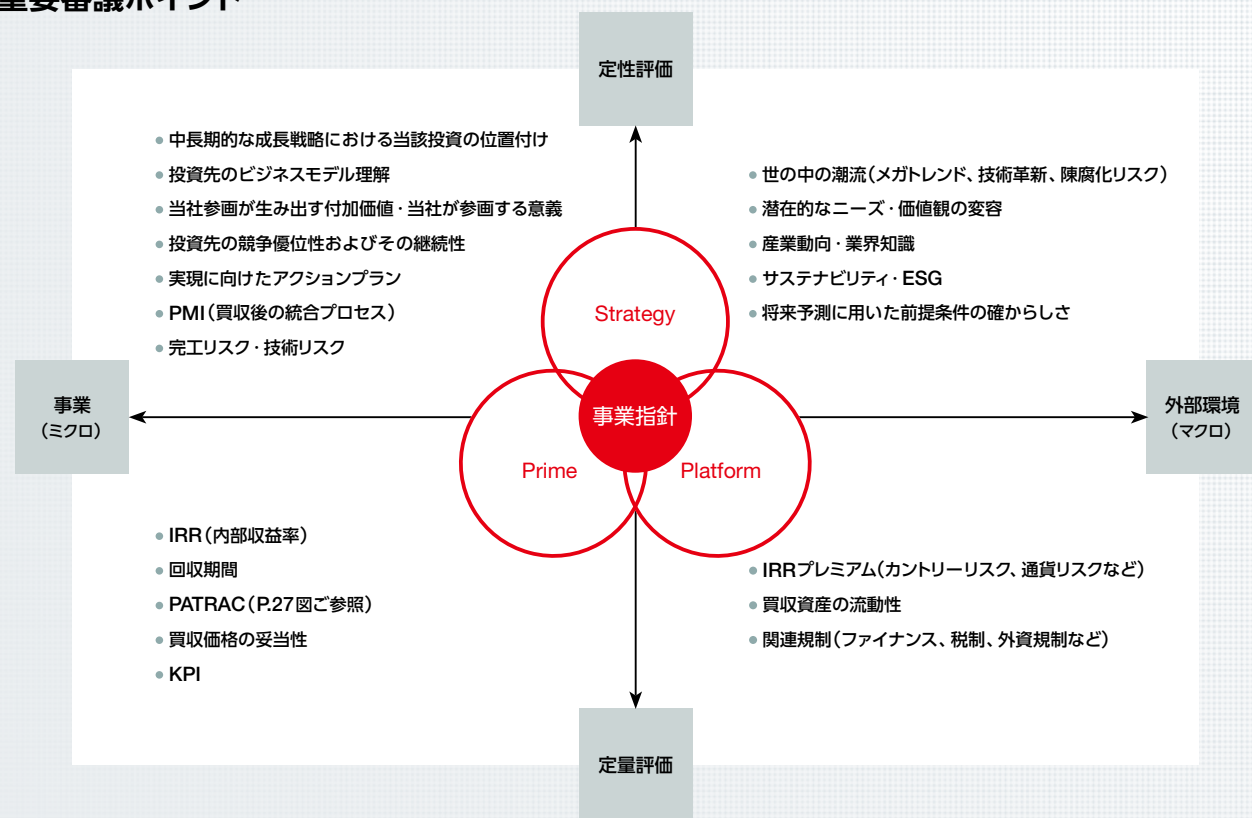 重要審議ポイント
定性評価
● 中長期的な成長戦略における当該投資の位置付け
● 投資先のビジネスモデル理解
● 当社参画が生み出す付加価値・当社が参画する意義
● 投資先の競争優位性およびその継続性
● 実現に向けたアクションプラン
● PMI（買収後の統合プロセス）
● 完工リスク・技術リスク
● 世の中の潮流（メガトレンド、技術革新、陳腐化リスク）
● 潜在的なニーズ・価値観の変容
● 産業動向・業界知識
● サステナビリティ・ESG
● 将来予測に用いた前提条件の確からしさ
Strategy
事業
（ミクロ）
事業指針
外部環境
（マクロ）
Prime
Platform
● IRR（内部収益率）
● 回収期間
● PATRAC（P.27図ご参照）
● 買収価格の妥当性
● KPI
● IRRプレミアム（カントリーリスク、通貨リスクなど）
● 買収資産の流動性
● 関連規制（ファイナンス、税制、外資規制など）
定量評価